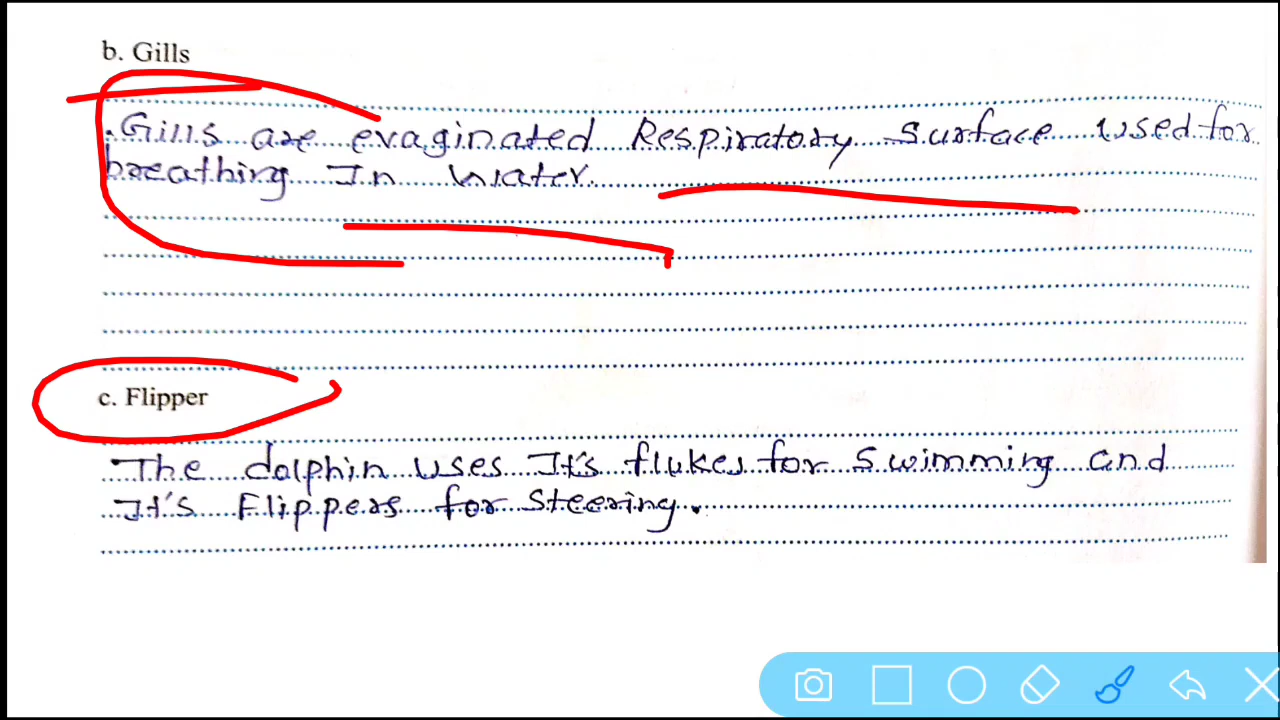 b. Gills
Gills are evaginated Respiratory Surface used for
breathing In water.
c. Flipper
The dolphin uses It's flukes for Swimming and
It's Flippers for Steering.